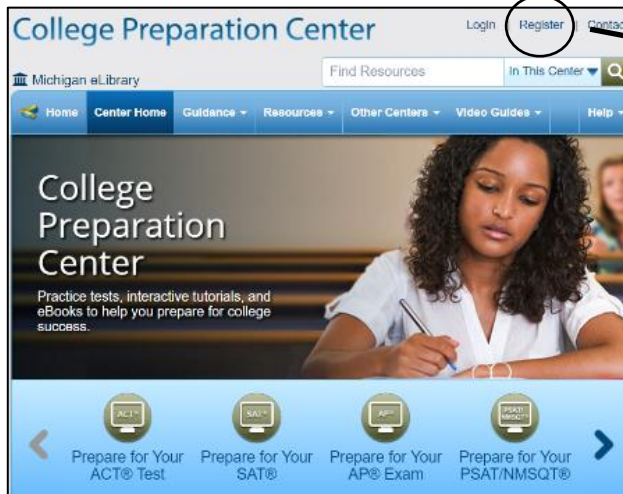 College Preparation Center
Login | Register | Contac
Michigan eLibrary
Find Resources
In This Center
Home
Center Home
Guidance
Resources
Other Centers
Video Guides
Help
College
Preparation
Center
Practice tests, interactive tutorials, and
eBooks to help you prepare for college
success.
ACT®
SAT®
AP®
PSAT/
NMSQT®
Prepare for Your
ACT® Test
Prepare for Your
SAT®
Prepare for Your
AP® Exam
Prepare for Your
PSAT/NMSQT®